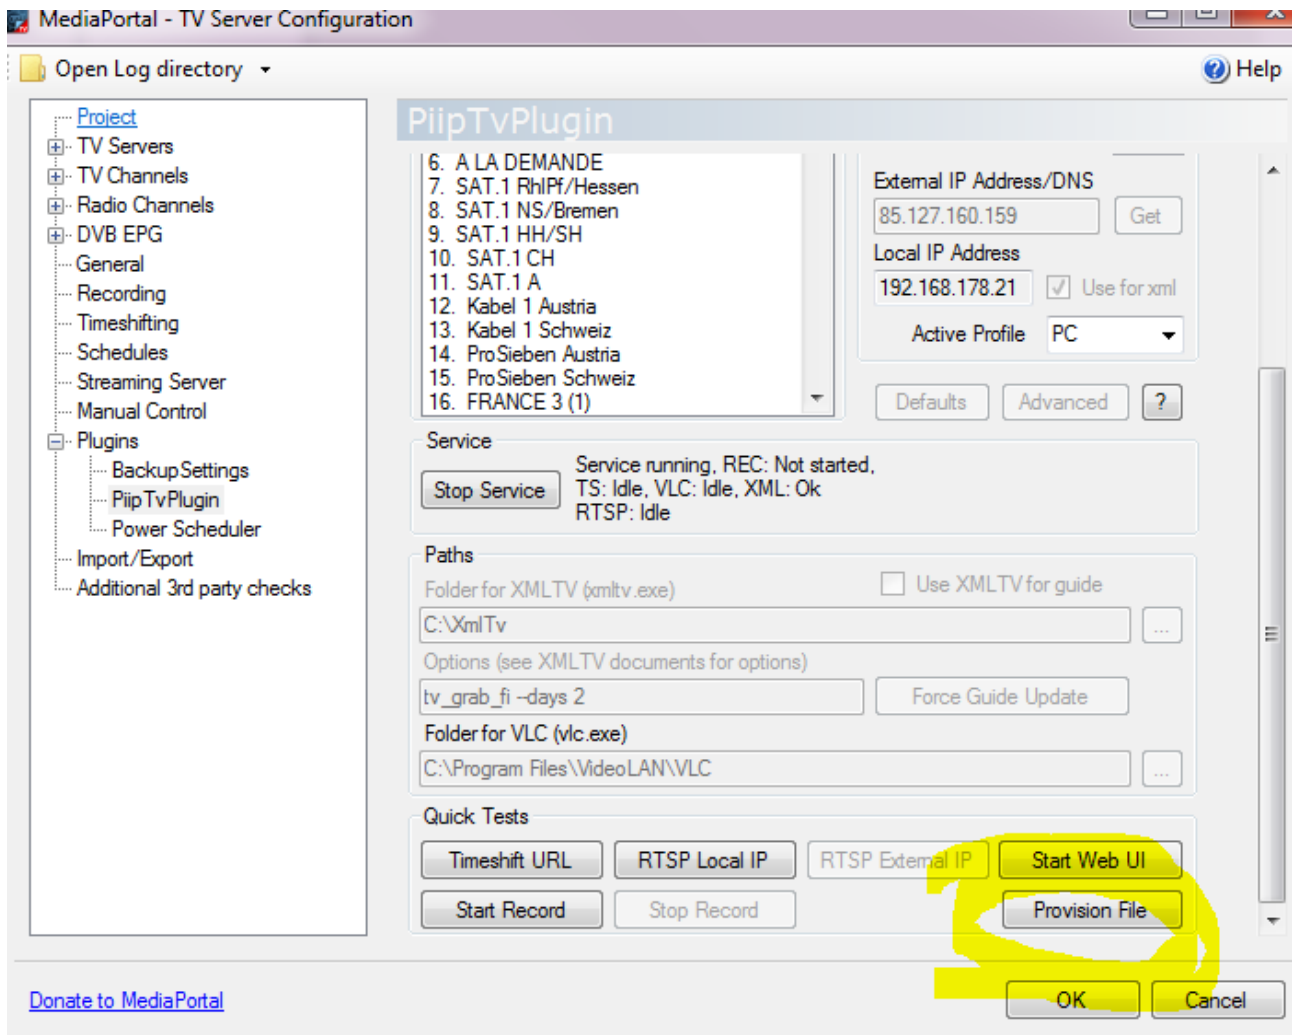 MediaPortal - TV Server Configuration
Open Log directory
Help
Project
TV Servers
TV Channels
Radio Channels
DVB EPG
General
Recording
Timeshifting
Schedules
Streaming Server
Manual Control
Plugins
BackupSettings
PiipTvPlugin
Power Scheduler
Import/Export
Additional 3rd party checks
PiipTvPlugin
6. A LA DEMANDE
7. SAT.1 RhlPf/Hessen
8. SAT.1 NS/Bremen
9. SAT.1 HH/SH
10. SAT.1 CH
11. SAT.1 A
12. Kabel 1 Austria
13. Kabel 1 Schweiz
14. ProSieben Austria
15. ProSieben Schweiz
16. FRANCE 3 (1)
External IP Address/DNS
85.127.160.159 Get
Local IP Address
192.168.178.21 Use for xml
Active Profile PC
Defaults Advanced ?
Service
Stop Service
Service running, REC: Not started,
TS: Idle, VLC: Idle, XML: Ok
RTSP: Idle
Paths
Folder for XMLTV (xmltv.exe) Use XMLTV for guide
C:\XmlTv ...
Options (see XMLTV documents for options)
tv_grab_fi --days 2 Force Guide Update
Folder for VLC (vlc.exe)
C:\Program Files\VideoLAN\VLC ...
Quick Tests
Timeshift URL RTSP Local IP RTSP External IP Start Web UI
Start Record Stop Record Provision File
Donate to MediaPortal
OK Cancel